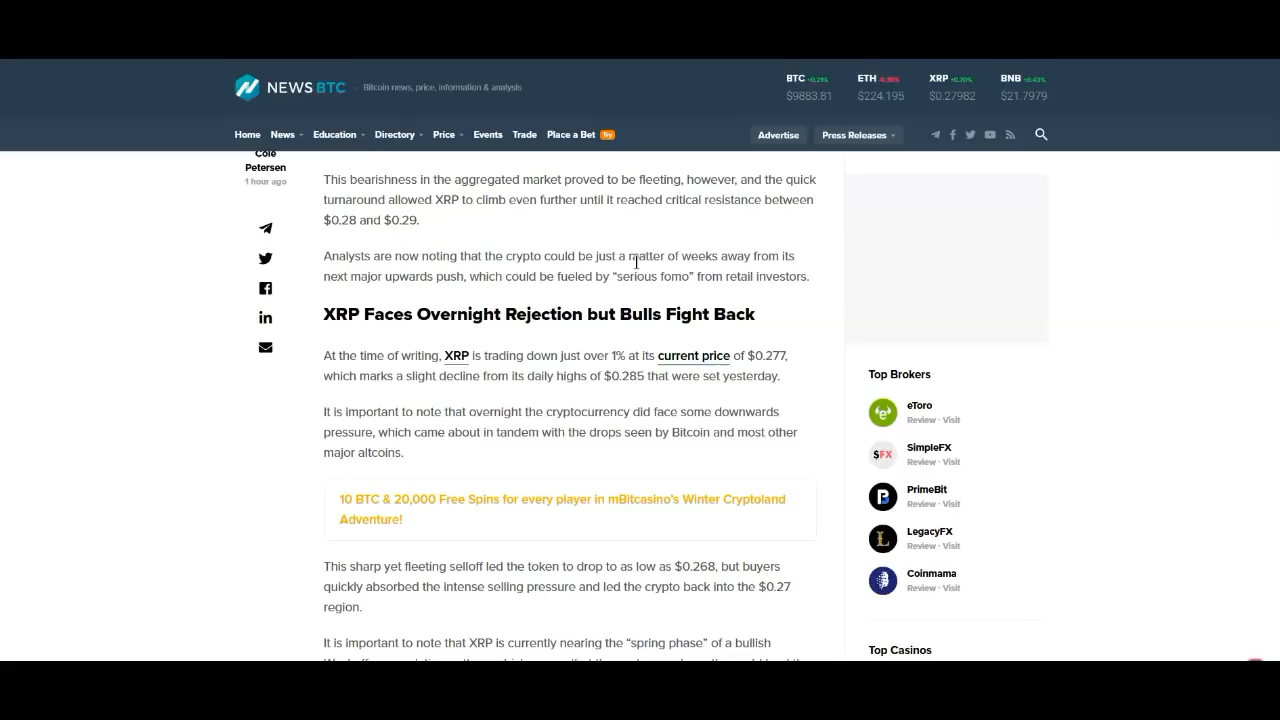 NEWS BTC
Bitcoin news, price, information & analysis
BTC +0.21%
$9883.81
ETH -0.36%
$224.195
XRP +0.70%
$0.27982
BNB +0.43%
$21.7979
Home News Education Directory Price Events Trade Place a Bet Try
Advertise Press Releases
Cole
Petersen
1 hour ago
This bearishness in the aggregated market proved to be fleeting, however, and the quick
turnaround allowed XRP to climb even further until it reached critical resistance between
$0.28 and $0.29.
Analysts are now noting that the crypto could be just a matter of weeks away from its
next major upwards push, which could be fueled by “serious fomo” from retail investors.
XRP Faces Overnight Rejection but Bulls Fight Back
At the time of writing, XRP is trading down just over 1% at its current price of $0.277,
which marks a slight decline from its daily highs of $0.285 that were set yesterday.
It is important to note that overnight the cryptocurrency did face some downwards
pressure, which came about in tandem with the drops seen by Bitcoin and most other
major altcoins.
10 BTC & 20,000 Free Spins for every player in mBitcasino’s Winter Cryptoland
Adventure!
This sharp yet fleeting selloff led the token to drop to as low as $0.268, but buyers
quickly absorbed the intense selling pressure and led the crypto back into the $0.27
region.
It is important to note that XRP is currently nearing the “spring phase” of a bullish
Top Brokers
eToro
Review · Visit
$FX
SimpleFX
Review · Visit
PrimeBit
Review · Visit
LegacyFX
Review · Visit
Coinmama
Review · Visit
Top Casinos